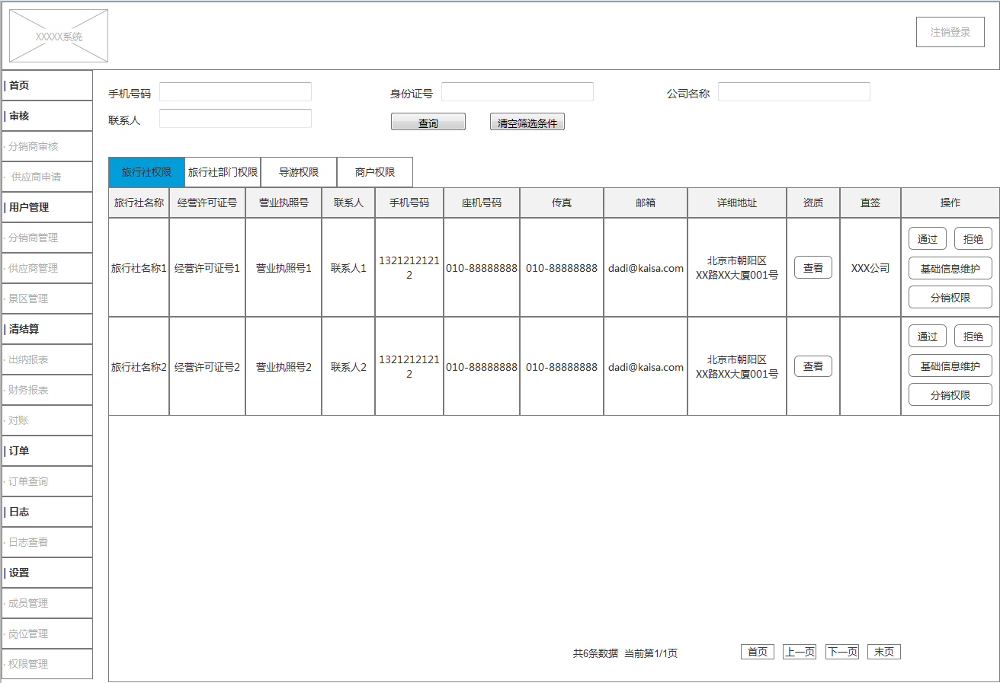 XXXXX系统
注销登录
首页
审核
· 分销商审核
· 供应商申请
用户管理
· 分销商管理
· 供应商管理
· 景区管理
清结算
· 出纳报表
· 财务报表
· 对账
订单
· 订单查询
日志
· 日志查看
设置
· 成员管理
· 岗位管理
· 权限管理
手机号码 身份证号 公司名称
联系人 查询 清空筛选条件
旅行社权限 旅行社部门权限 导游权限 商户权限
旅行社名称 经营许可证号 营业执照号 联系人 手机号码 座机号码 传真 邮箱 详细地址 资质 直签 操作
旅行社名称1 经营许可证号1 营业执照号1 联系人1
1321212121
2
010-88888888 010-88888888 dadi@kaisa.com
北京市朝阳区
XX路XX大厦001号
查看 XXX公司
通过 拒绝
基础信息维护
分销权限
旅行社名称2 经营许可证号2 营业执照号2 联系人2
1321212121
2
010-88888888 010-88888888 dadi@kaisa.com
北京市朝阳区
XX路XX大厦001号
查看
通过 拒绝
基础信息维护
分销权限
共6条数据 当前第1/1页 首页 上一页 下一页 末页